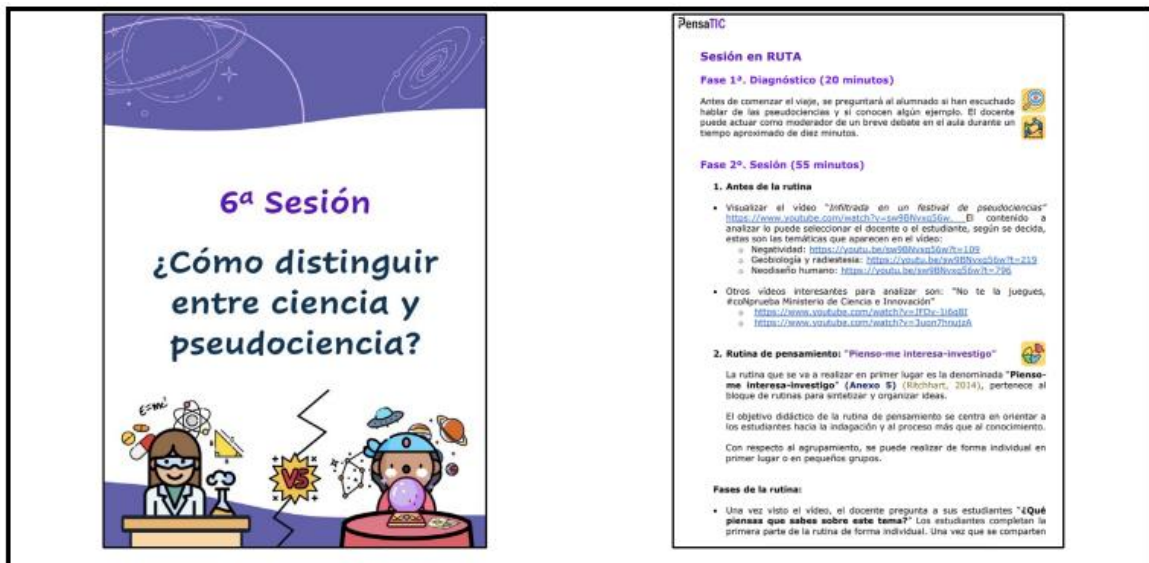 6ª Sesión
¿Cómo distinguir
entre ciencia y
pseudociencia?
E=mc²
VS
PensaTIC
Sesión en RUTA
Fase 1ª. Diagnóstico (20 minutos)
Antes de comenzar el viaje, se preguntará al alumnado si han escuchado
hablar de las pseudociencias y si conocen algún ejemplo. El docente
puede actuar como moderador de un breve debate en el aula durante un
tiempo aproximado de diez minutos.
Fase 2º. Sesión (55 minutos)
1. Antes de la rutina
• Visualizar el vídeo "Infiltrada en un festival de pseudociencias"
https://www.youtube.com/watch?v=sw9BNvxq56w. El contenido a
analizar lo puede seleccionar el docente o el estudiante, según se decida,
estas son las temáticas que aparecen en el vídeo:
○ Negatividad: https://youtu.be/sw9BNvxq56w?t=109
○ Geobiología y radiestesia: https://youtu.be/sw9BNvxq56w?t=219
○ Neodiseño humano: https://youtu.be/sw9BNvxq56w?t=796
• Otros vídeos interesantes para analizar son: "No te la juegues,
#coNprueba Ministerio de Ciencia e Innovación"
○ https://www.youtube.com/watch?v=
○ https://www.youtube.com/watch?v=
2. Rutina de pensamiento: "Pienso-me interesa-investigo"
La rutina que se va a realizar en primer lugar es la denominada "Pienso-
me interesa-investigo" (Anexo 5) (Ritchhart, 2014), pertenece al
bloque de rutinas para sintetizar y organizar ideas.
El objetivo didáctico de la rutina de pensamiento se centra en orientar a
los estudiantes hacia la indagación y al proceso más que al conocimiento.
Con respecto al agrupamiento, se puede realizar de forma individual en
primer lugar o en pequeños grupos.
Fases de la rutina:
• Una vez visto el vídeo, el docente pregunta a sus estudiantes "¿Qué
piensas que sabes sobre este tema?" Los estudiantes completan la
primera parte de la rutina de forma individual. Una vez que se comparten